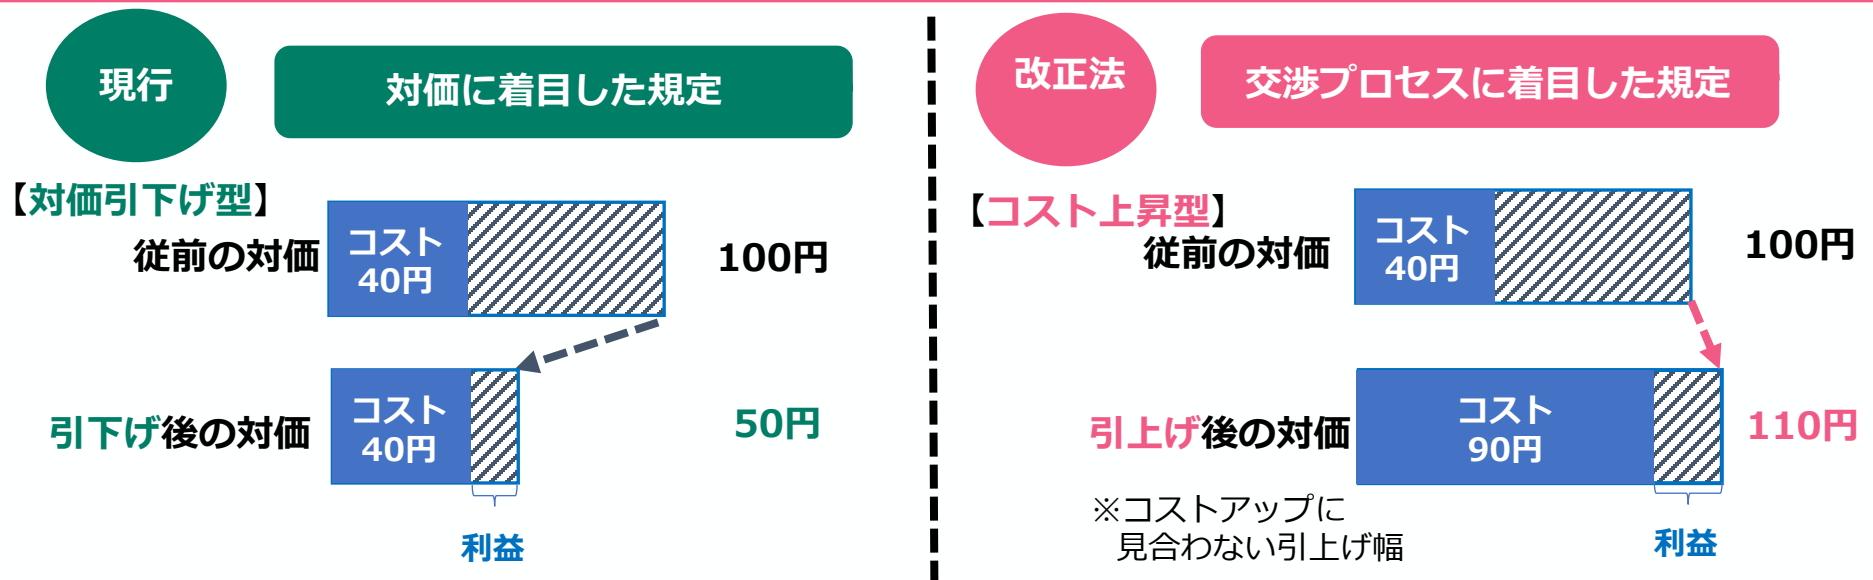 現行
対価に着目した規定
【対価引下げ型】
従前の対価
コスト
40円
100円
引下げ後の対価
コスト
40円
50円
利益
改正法
交渉プロセスに着目した規定
【コスト上昇型】
従前の対価
コスト
40円
100円
引上げ後の対価
コスト
90円
110円
※コストアップに
見合わない引上げ幅
利益